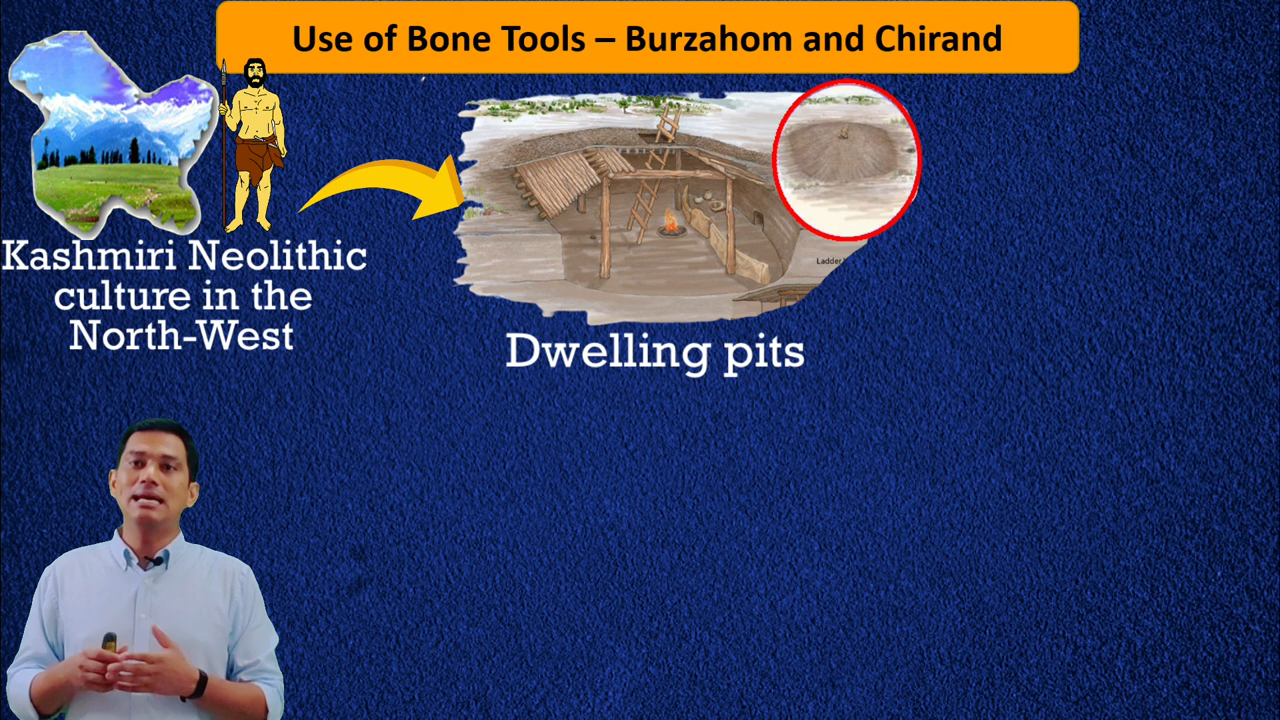 Use of Bone Tools – Burzahom and Chirand
Kashmiri Neolithic
culture in the
North-West
Ladder
Dwelling pits